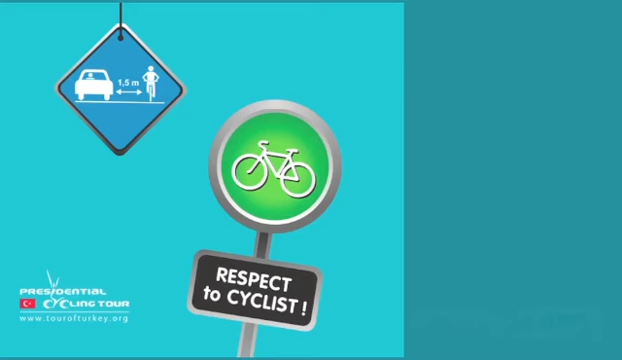 1,5 m
RESPECT
to CYCLIST !
PRESIDENTIAL
CYCLING TOUR
www.tourofturkey.org